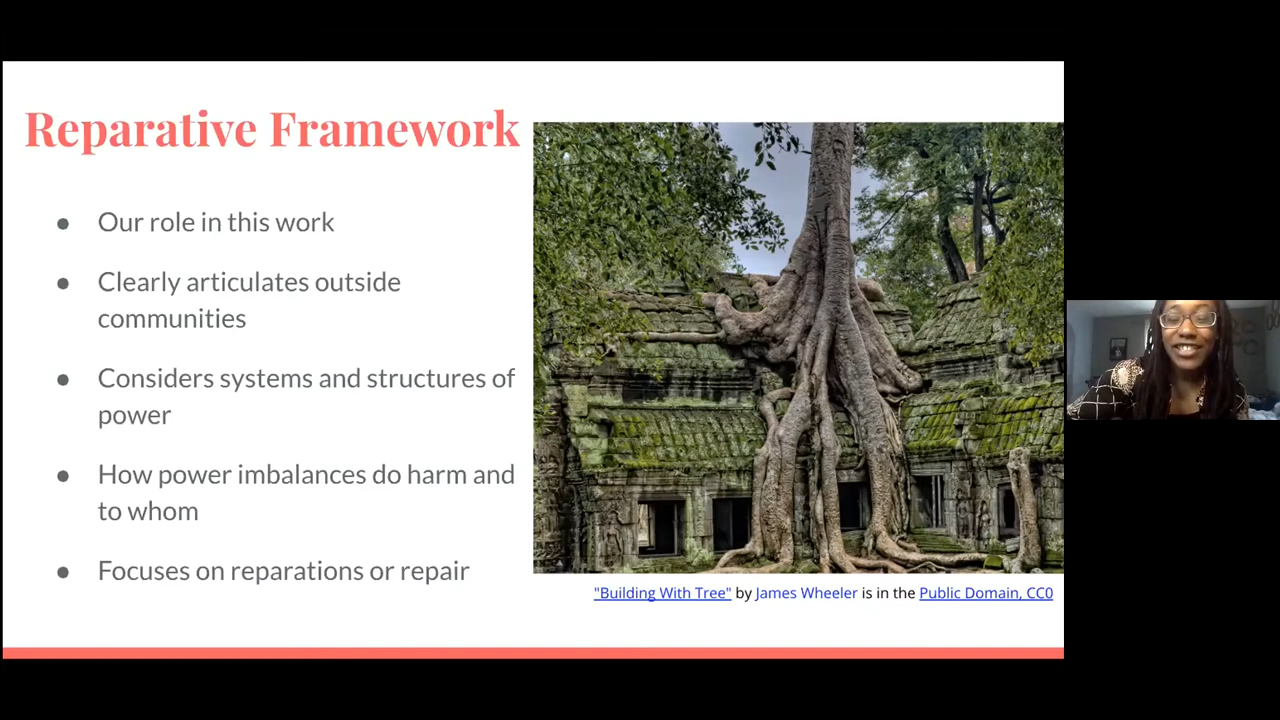 Reparative Framework
● Our role in this work
● Clearly articulates outside
communities
● Considers systems and structures of
power
● How power imbalances do harm and
to whom
● Focuses on reparations or repair
"Building With Tree" by James Wheeler is in the Public Domain, CC0